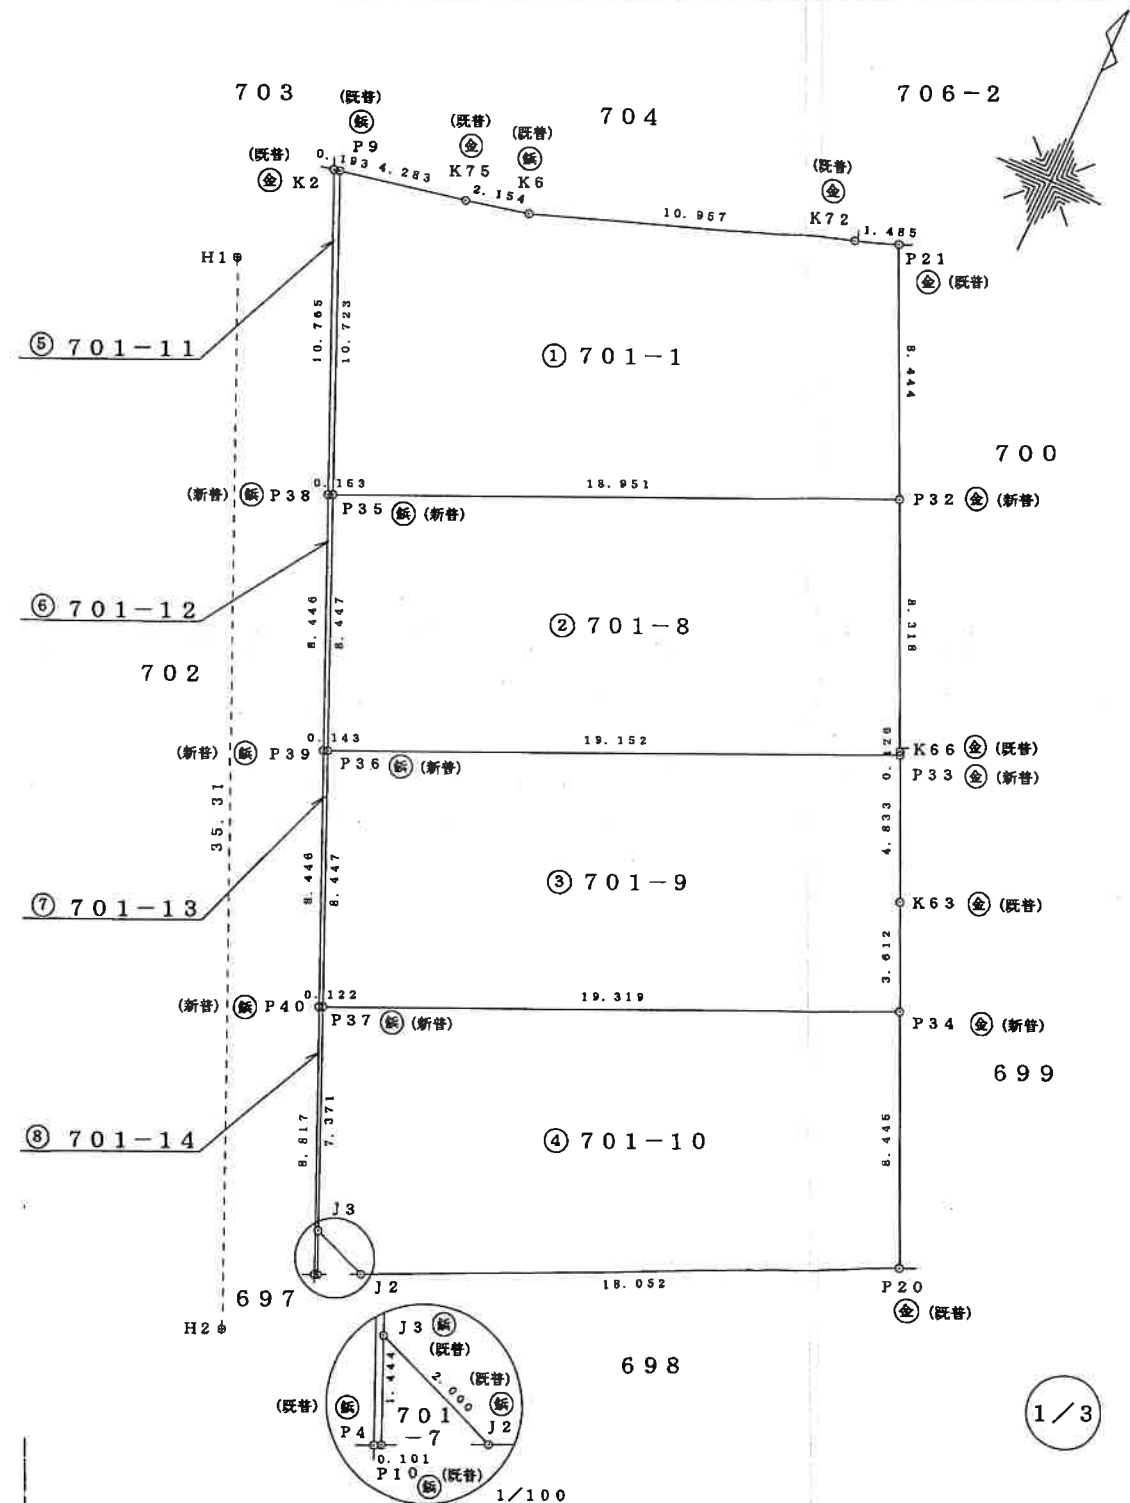 703
(既普)
鋲
P9
(既普)
金
K75
(既普)
鋲
K6
704
706-2
(既普)
金 K2
0.193
4.283
2.154
10.957
(既普)
金
K72
1.485
P21
金 (既普)
H1
⑤ 701-11
10.765
10.723
① 701-1
8.444
700
(新普) 鋲 P38
0.163
18.951
P35 鋲 (新普)
P32 金 (新普)
⑥ 701-12
8.446
8.447
② 701-8
8.318
702
(新普) 鋲 P39
0.143
19.152
P36 鋲 (新普)
0.126
K66 金 (既普)
P33 金 (新普)
35.31
4.833
⑦ 701-13
8.446
8.447
③ 701-9
K63 金 (既普)
3.612
(新普) 鋲 P40
0.122
19.319
P37 鋲 (新普)
P34 金 (新普)
699
⑧ 701-14
8.817
7.371
④ 701-10
8.445
J3
J2
18.052
P20
金 (既普)
697
H2
698
J3 鋲
(既普)
1.444
2.000
(既普)
鋲
J2
(既普) 鋲
P4
701
-7
0.101
P10 鋲 (既普)
1/100
1/3